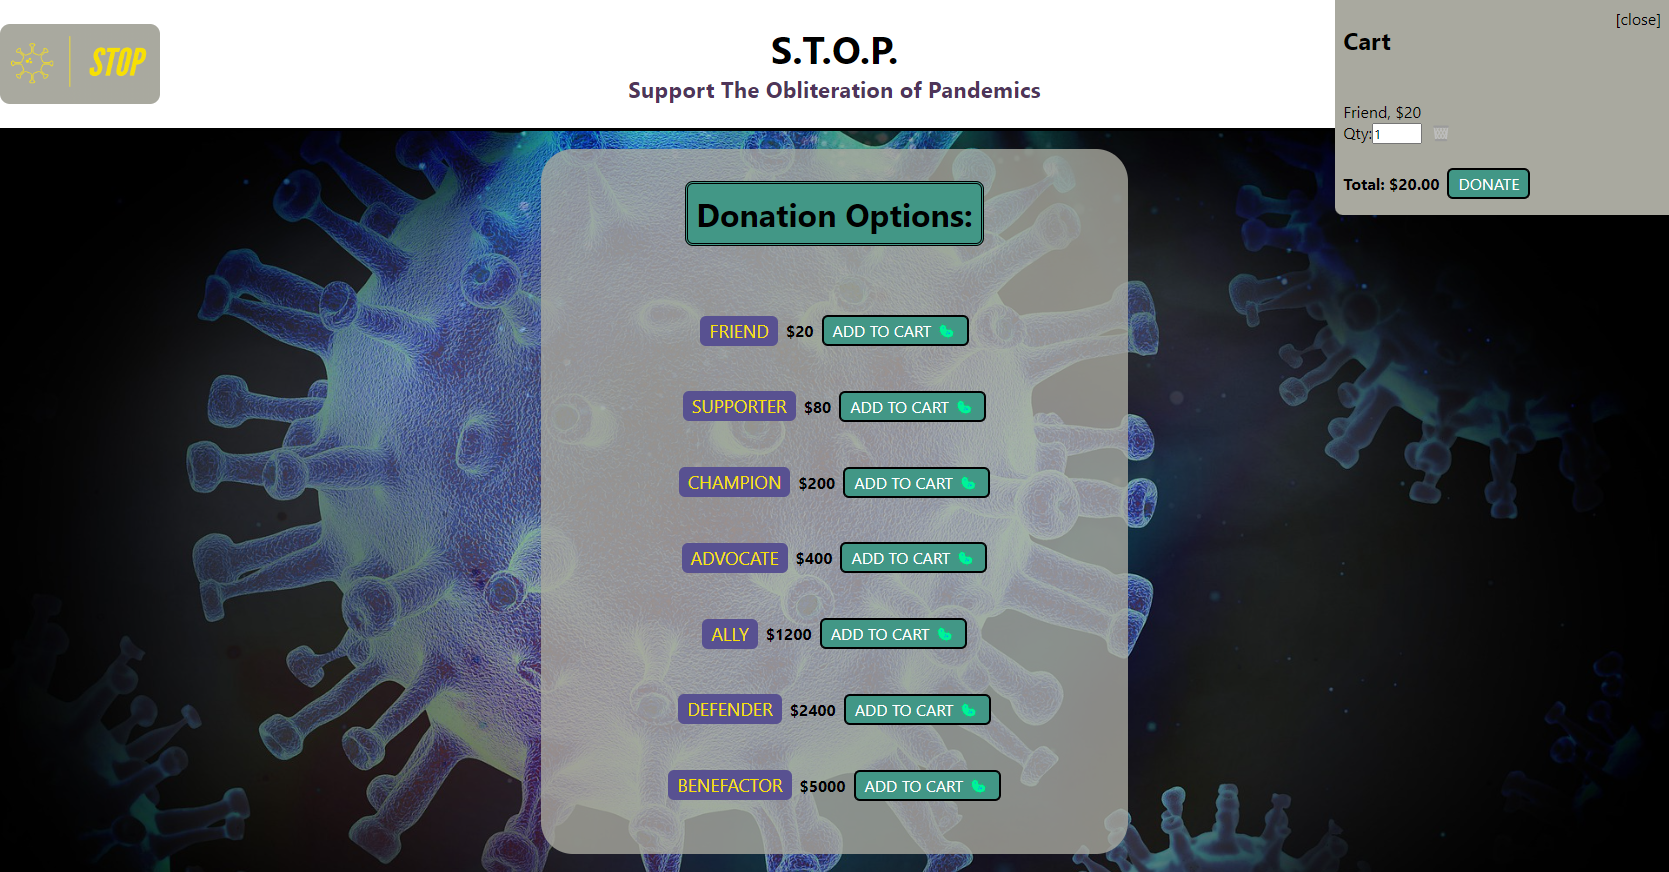 STOP
S.T.O.P.
Support The Obliteration of Pandemics
[close]
Cart
Friend, $20
Qty:1
Total: $20.00 DONATE
Donation Options:
FRIEND $20 ADD TO CART
SUPPORTER $80 ADD TO CART
CHAMPION $200 ADD TO CART
ADVOCATE $400 ADD TO CART
ALLY $1200 ADD TO CART
DEFENDER $2400 ADD TO CART
BENEFACTOR $5000 ADD TO CART